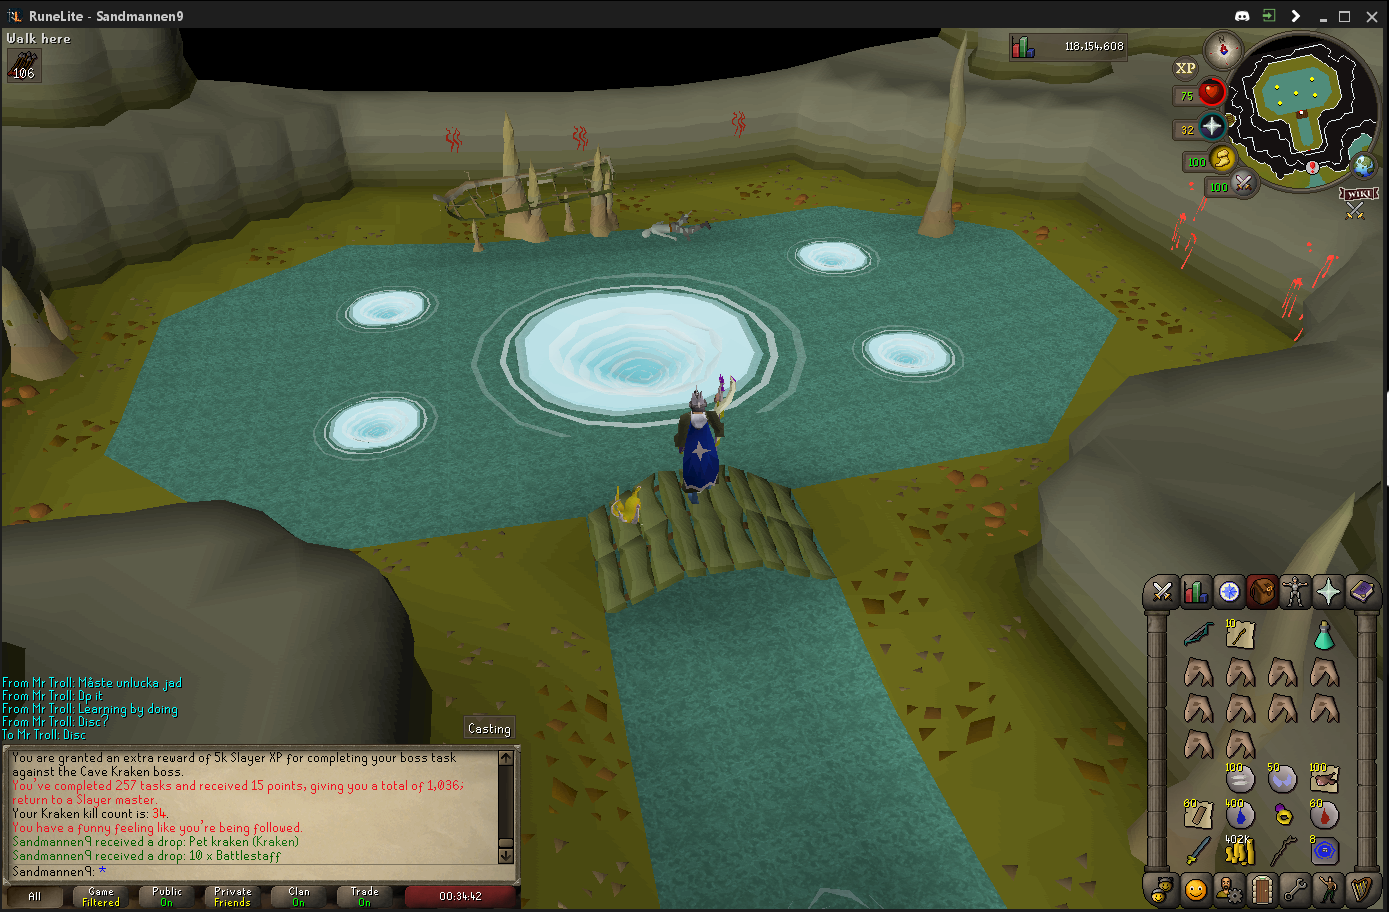 RuneLite - Sandmannen9
Walk here
106
118,154,608
N
XP
75
32
100
100
WIKI
From Mr Troll: Måste unlucka jad
From Mr Troll: Dp it
From Mr Troll: Learning by doing
From Mr Troll: Disc?
To Mr Troll: Disc
Casting
You are granted an extra reward of 5k Slayer XP for completing your boss task
against the Cave Kraken boss.
You've completed 257 tasks and received 15 points, giving you a total of 1,036;
return to a Slayer master.
Your Kraken kill count is: 34.
You have a funny feeling like you're being followed.
Sandmannen9 received a drop: Pet kraken (Kraken)
Sandmannen9 received a drop: 10 x Battlestaff
Sandmannen9: *
All
Game
Filtered
Public
On
Private
Friends
Clan
On
Trade
On
00:34:42
10
100
50
100
60
400
60
402K
8